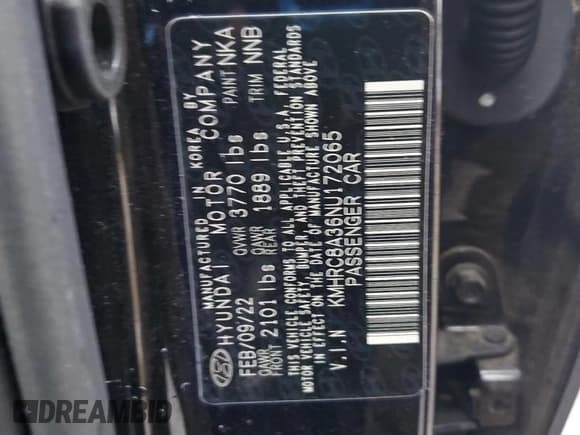 MANUFACTURED IN KOREA BY
HYUNDAI MOTOR COMPANY
FEB/09/22 GVWR 3770 lbs PAINT NKA
GAWR FRONT 2101 lbs GAWR REAR 1889 lbs TRIM NNB
THIS VEHICLE CONFORMS TO ALL APPLICABLE U.S.A. FEDERAL
MOTOR VEHICLE SAFETY, BUMPER, AND THEFT PREVENTION STANDARDS
IN EFFECT ON THE DATE OF MANUFACTURE SHOWN ABOVE
V.I.N KMHRC8A36NU172065
PASSENGER CAR
DREAMBID